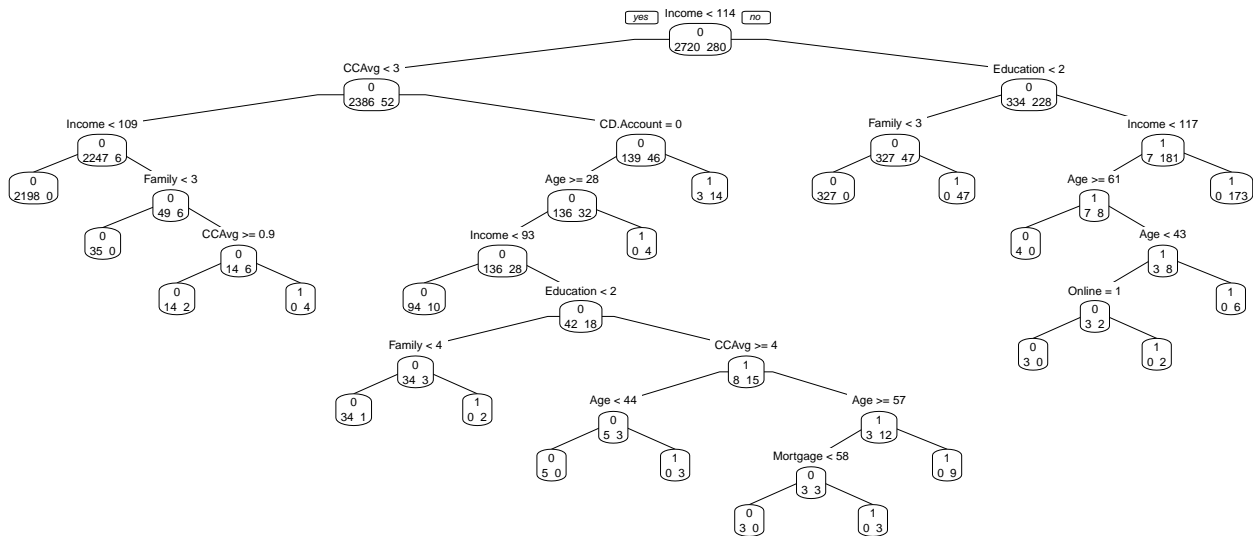 yes Income < 114 no
0
2720 280
CCAvg < 3 Education < 2
0 0
2386 52 334 228
Income < 109 CD.Account = 0 Family < 3 Income < 117
0 0 0 1
2247 6 139 46 327 47 7 181
Family < 3 Age >= 28 Age >= 61
0 0 0 1 0 1 1 1
2198 0 49 6 136 32 3 14 327 0 0 47 7 8 0 173
CCAvg >= 0.9 Income < 93 Age < 43
0 0 0 1 0 1
35 0 14 6 136 28 0 4 4 0 3 8
Education < 2 Online = 1
0 1 0 0 0 1
14 2 0 4 94 10 42 18 3 2 0 6
Family < 4 CCAvg >= 4
0 1 0 1
34 3 8 15 3 0 0 2
Age < 44 Age >= 57
0 1 0 1
34 1 0 2 5 3 3 12
Mortgage < 58
0 1 0 1
5 0 0 3 3 3 0 9
0 1
3 0 0 3